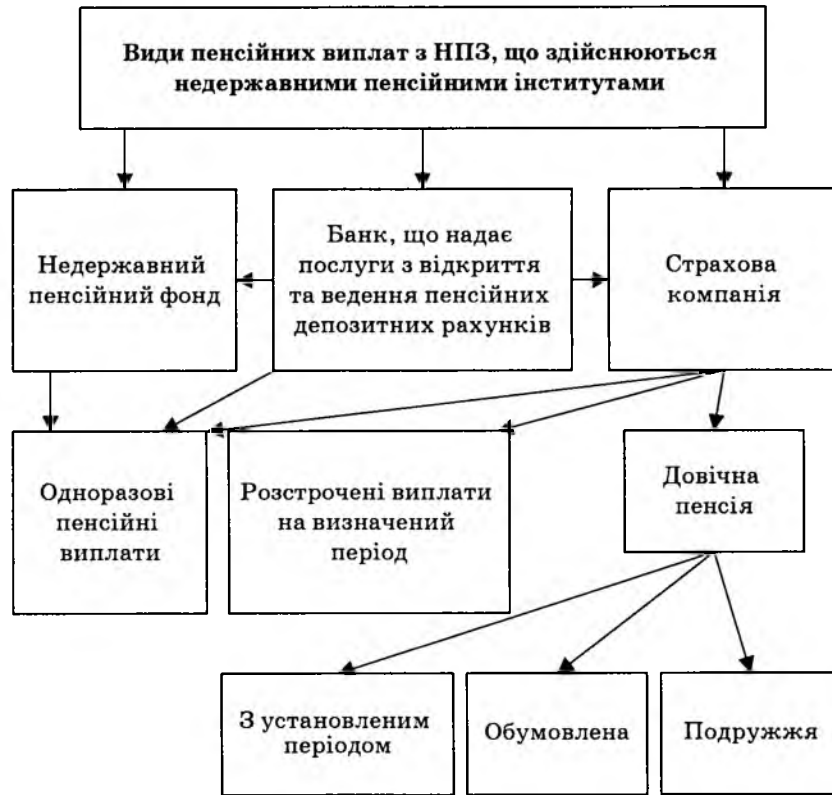 Види пенсійних виплат з НПЗ, що здійснюються
недержавними пенсійними інститутами
Недержавний
пенсійний фонд
Банк, що надає
послуги з відкриття
та ведення пенсійних
депозитних рахунків
Страхова
компанія
Одноразові
пенсійні
виплати
Розстрочені виплати
на визначений
період
Довічна
пенсія
З установленим
періодом
Обумовлена
Подружжя